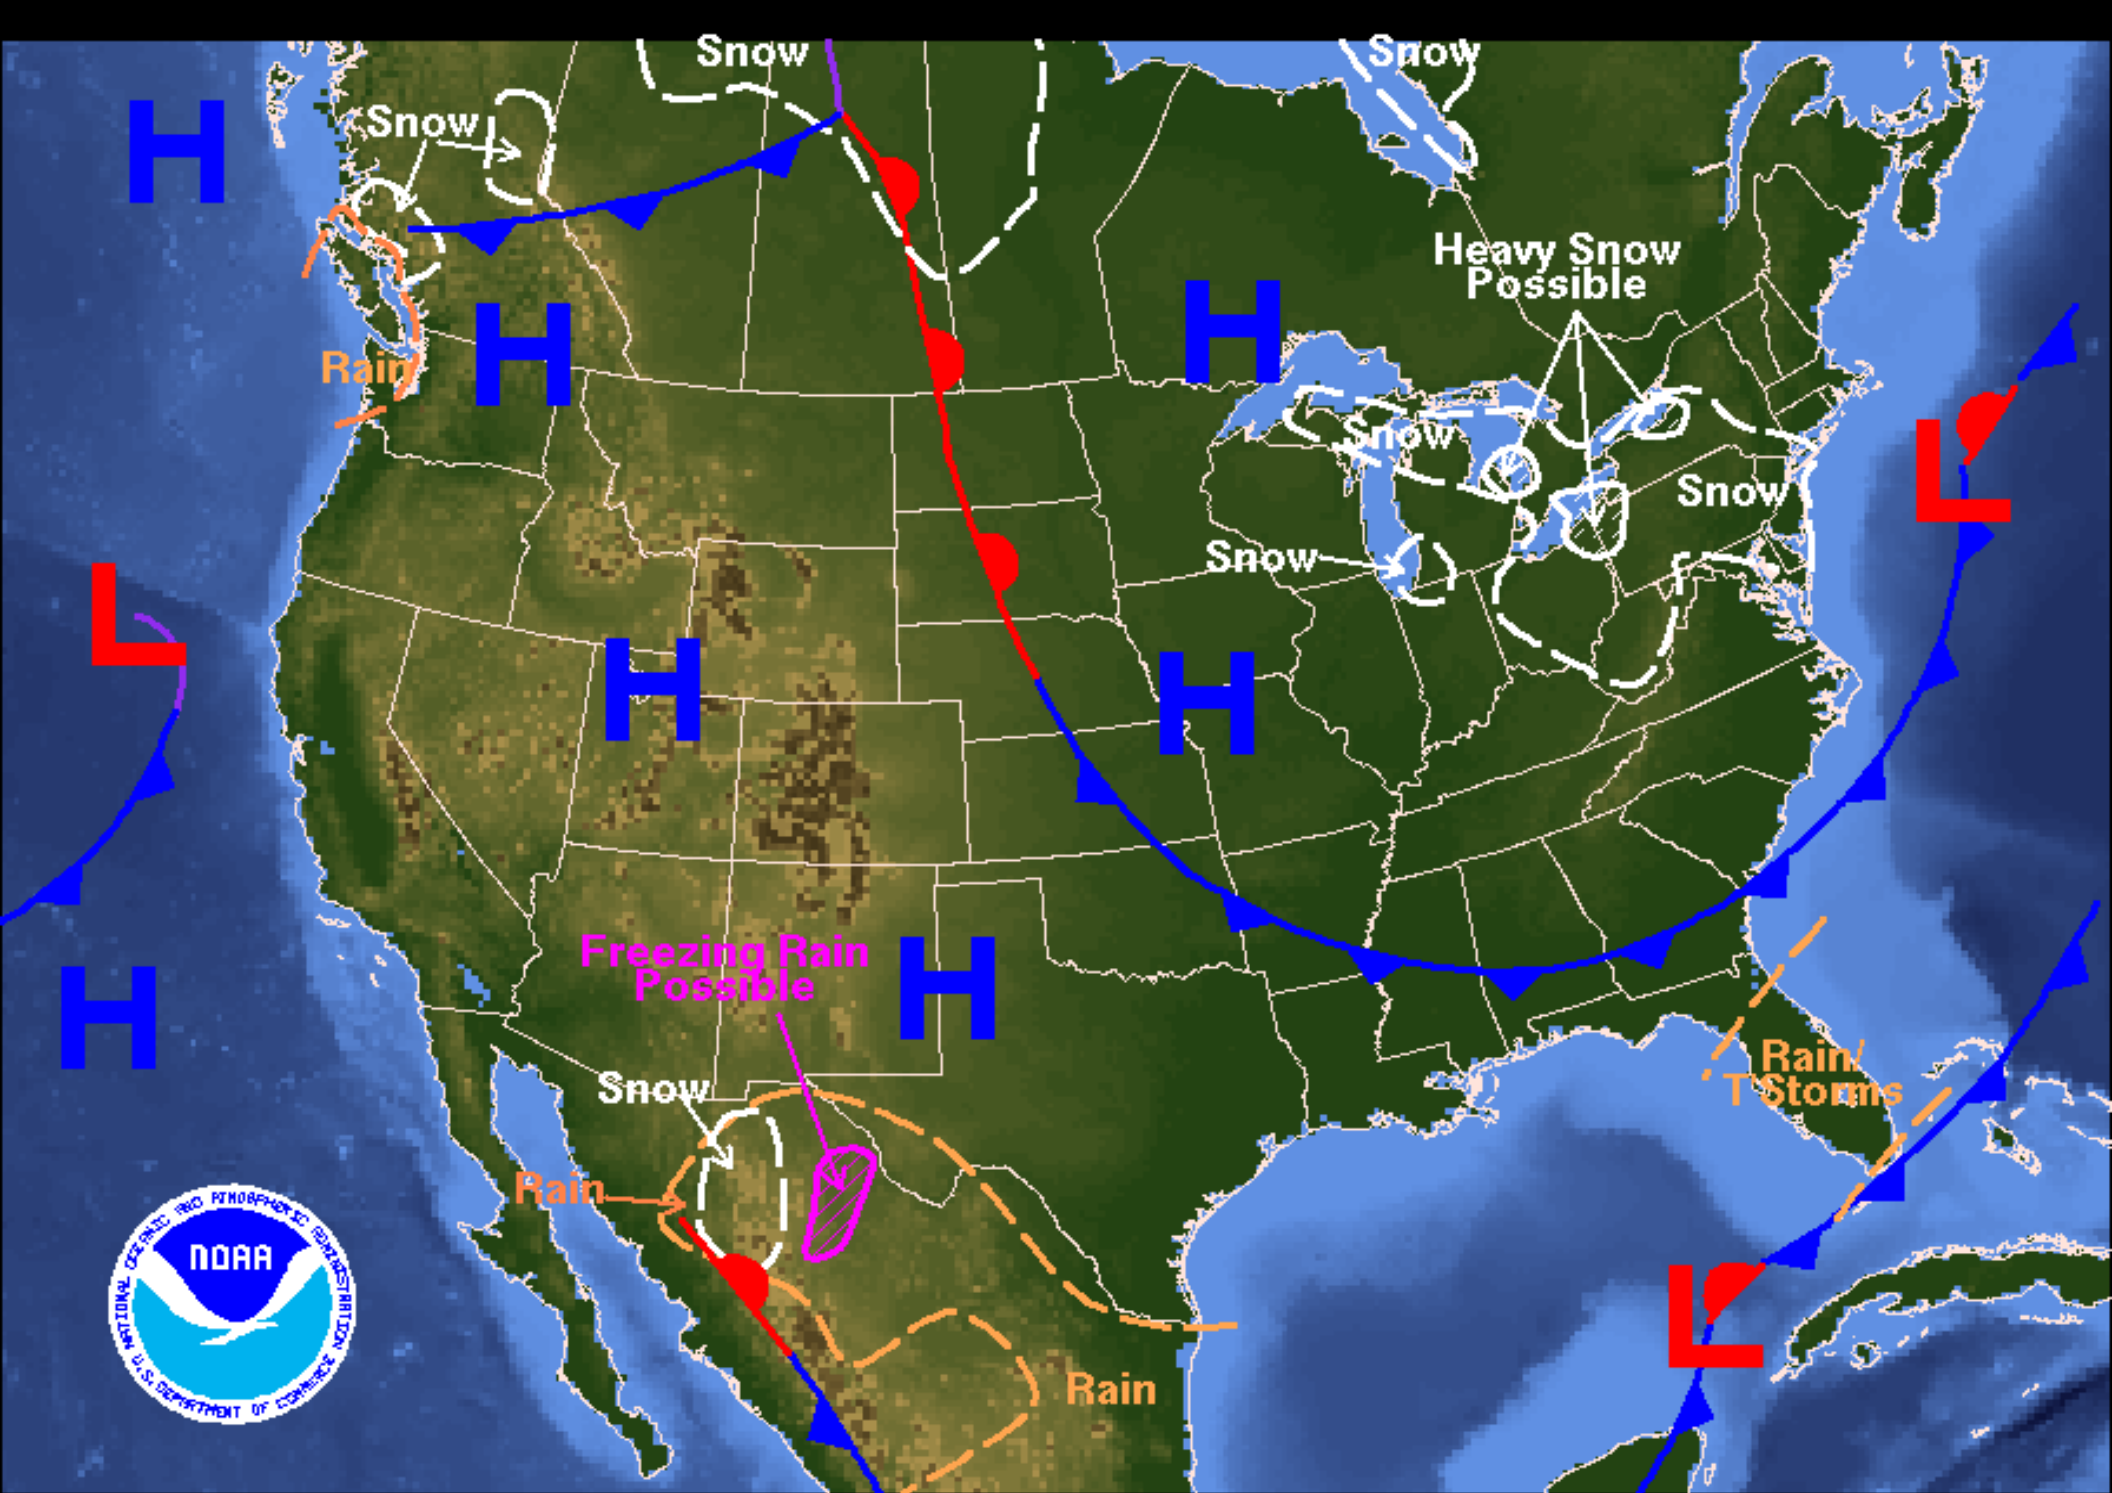 Snow
Snow
Snow
H
Heavy Snow
Possible
H
H
Rain
L
Snow
Snow
Snow
L
H
H
Freezing Rain
Possible
H
H
Rain/
T'Storms
Snow
Rain
L
Rain
NATIONAL OCEANIC AND ATMOSPHERIC ADMINISTRATION
NOAA
U.S. DEPARTMENT OF COMMERCE